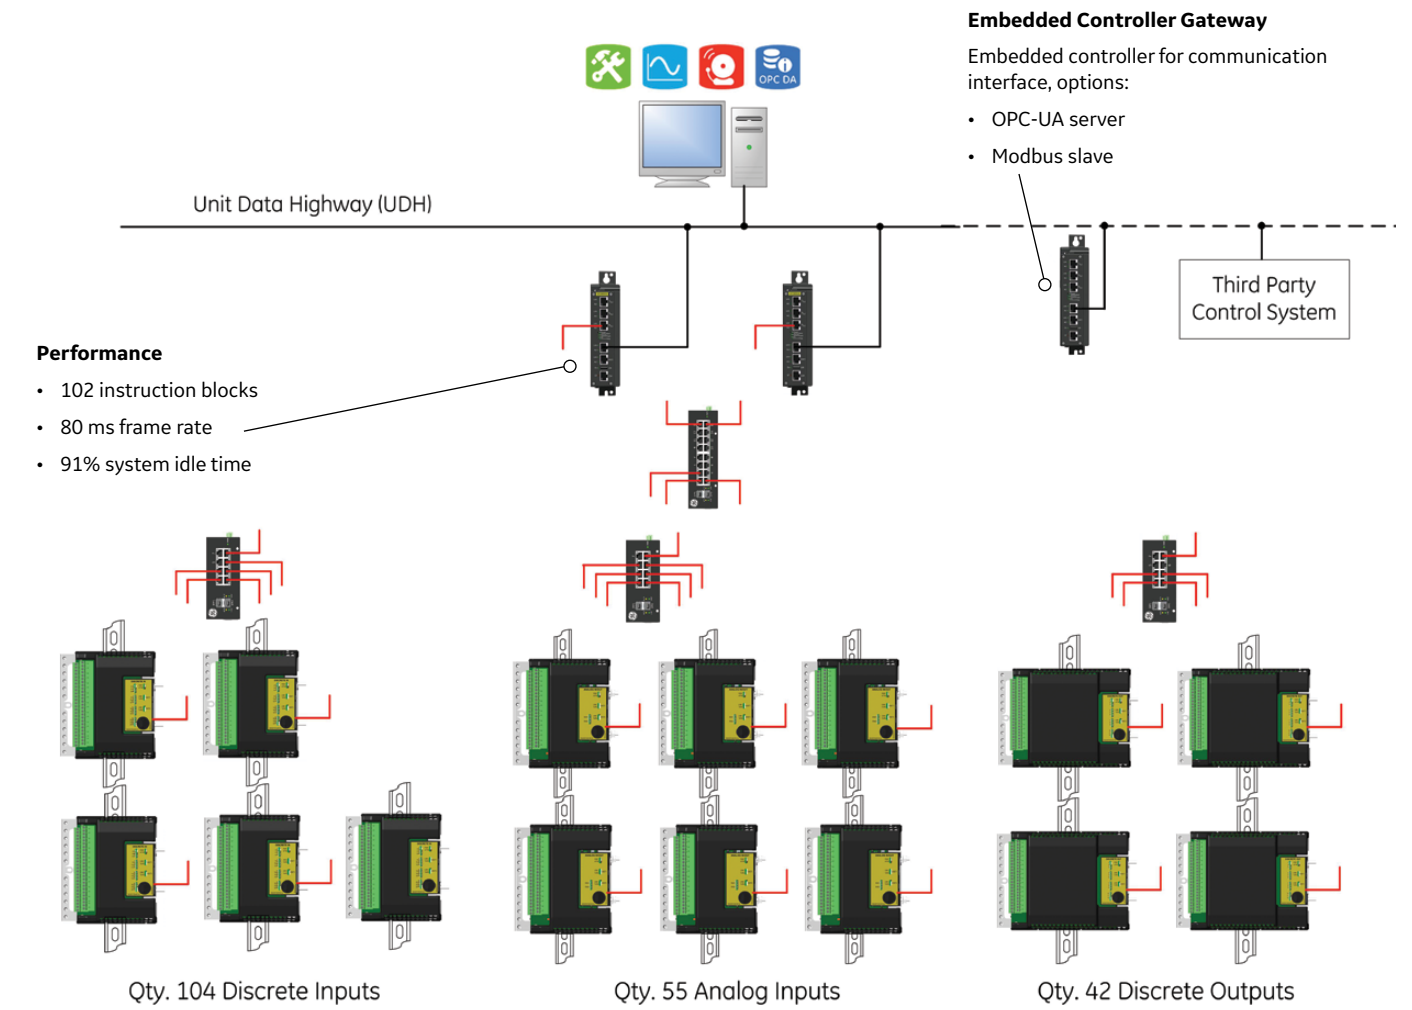 Embedded Controller Gateway
Embedded controller for communication
interface, options:
• OPC-UA server
• Modbus slave
OPC DA
Unit Data Highway (UDH)
Third Party
Control System
Performance
• 102 instruction blocks
• 80 ms frame rate
• 91% system idle time
Qty. 104 Discrete Inputs
Qty. 55 Analog Inputs
Qty. 42 Discrete Outputs